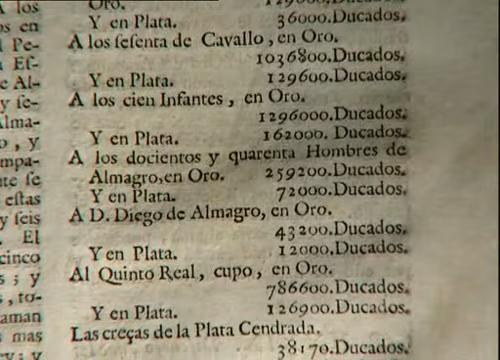 Oro.
Y en Plata. 36000.Ducados.
A los ſeſenta de Cavallo, en Oro.
1036800.Ducados.
Y en Plata. 129600.Ducados.
A los cien Infantes, en Oro.
1296000.Ducados.
Y en Plata. 162000. Ducados.
A los docientos y quarenta Hombres de
Almagro,en Oro. 259200.Ducados.
Y en Plata. 72000.Ducados.
A D. Diego de Almagro, en Oro.
43200.Ducados.
Y en Plata. 12000.Ducados.
Al Quinto Real, cupo, en Oro.
786600.Ducados.
Y en Plata. 126900.Ducados.
Las creças de la Plata Cendrada.
38170.Ducados.